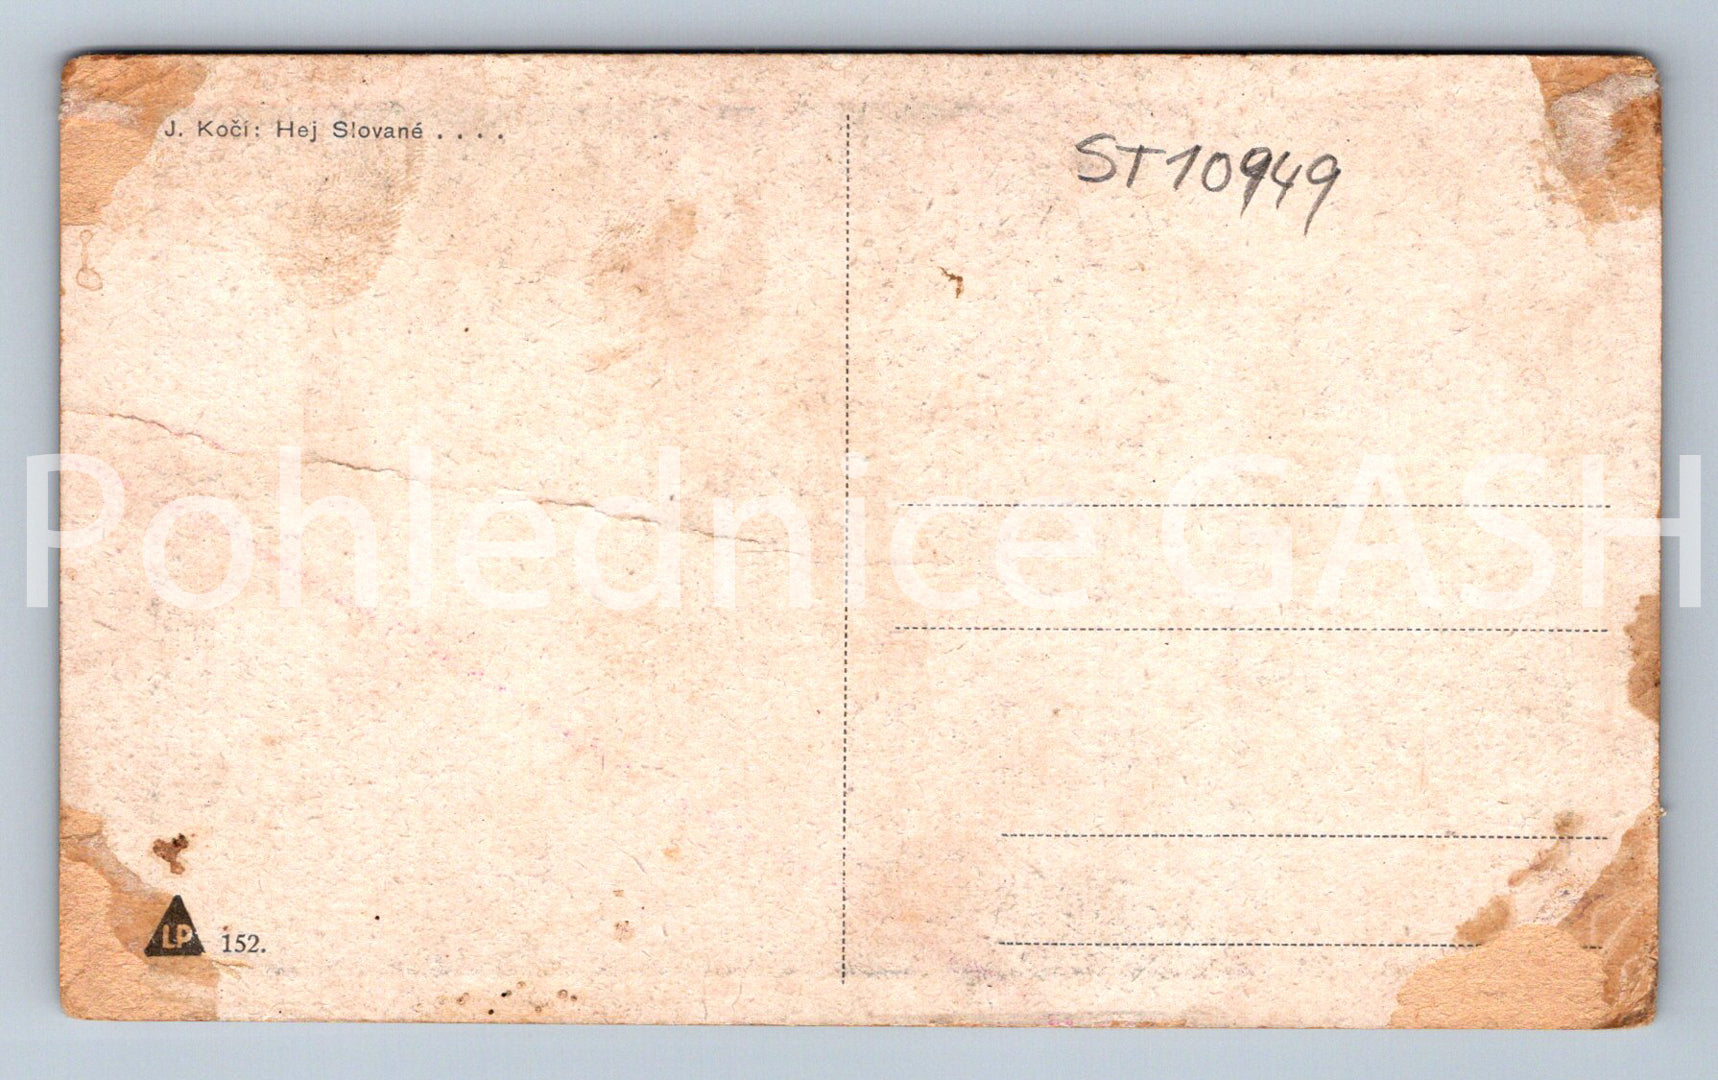 J. Kočí: Hej Slované . . . .
ST10949
Pohlednice GASH
LP 152.